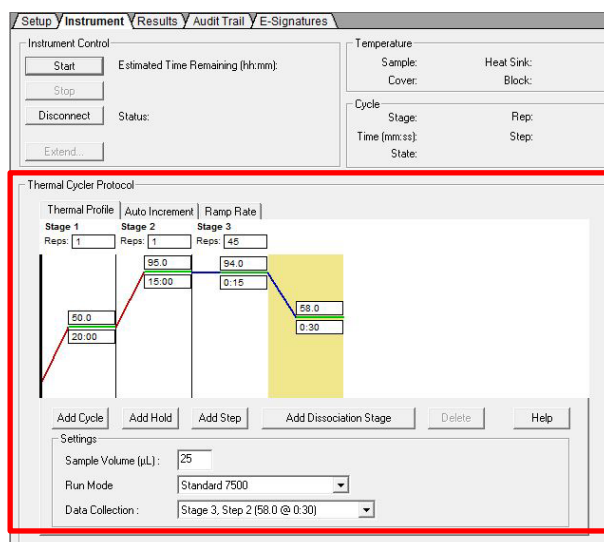 Setup Instrument Results Audit Trail E-Signatures
Instrument Control
Start Estimated Time Remaining (hh:mm):
Stop
Disconnect Status:
Extend...
Temperature
Sample: Heat Sink:
Cover: Block:
Cycle
Stage: Rep:
Time (mm:ss): Step:
State:
Thermal Cycler Protocol
Thermal Profile Auto Increment Ramp Rate
Stage 1 Stage 2 Stage 3
Reps: 1 Reps: 1 Reps: 45
95.0 94.0
15:00 0:15
58.0
0:30
50.0
20:00
Add Cycle Add Hold Add Step Add Dissociation Stage Delete Help
Settings
Sample Volume (µL) : 25
Run Mode Standard 7500
Data Collection : Stage 3, Step 2 (58.0 @ 0:30)